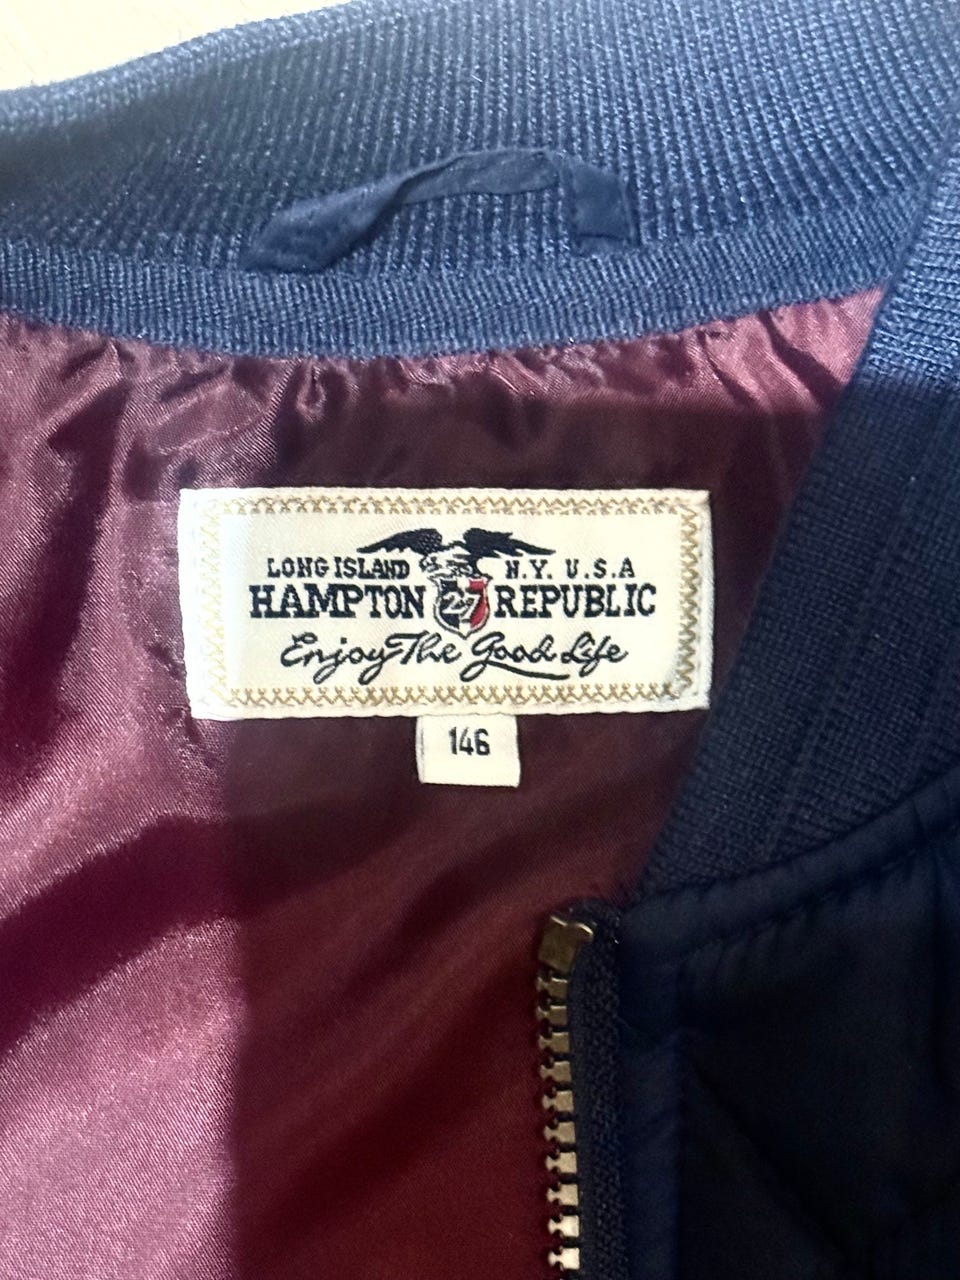 LONG ISLAND N.Y. U.S.A
HAMPTON 27 REPUBLIC
Enjoy The Good Life
146